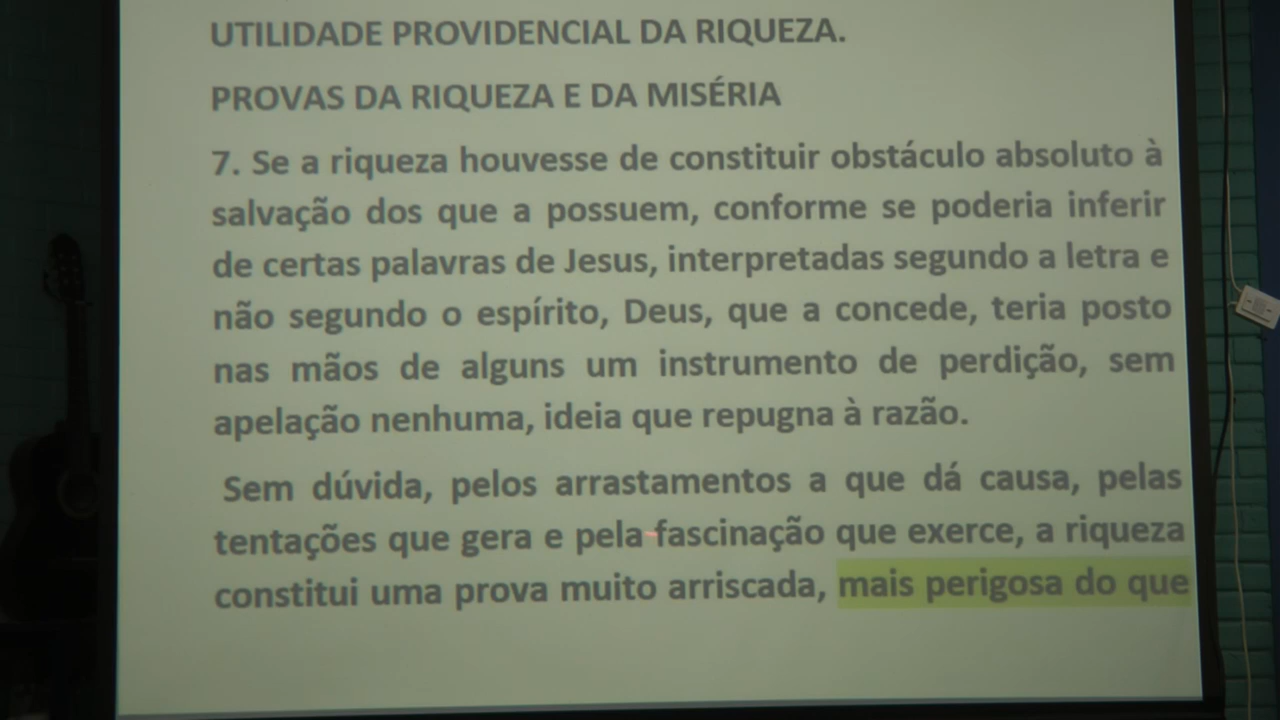 UTILIDADE PROVIDENCIAL DA RIQUEZA.
PROVAS DA RIQUEZA E DA MISÉRIA
7. Se a riqueza houvesse de constituir obstáculo absoluto à
salvação dos que a possuem, conforme se poderia inferir
de certas palavras de Jesus, interpretadas segundo a letra e
não segundo o espírito, Deus, que a concede, teria posto
nas mãos de alguns um instrumento de perdição, sem
apelação nenhuma, ideia que repugna à razão.
Sem dúvida, pelos arrastamentos a que dá causa, pelas
tentações que gera e pela fascinação que exerce, a riqueza
constitui uma prova muito arriscada, mais perigosa do que